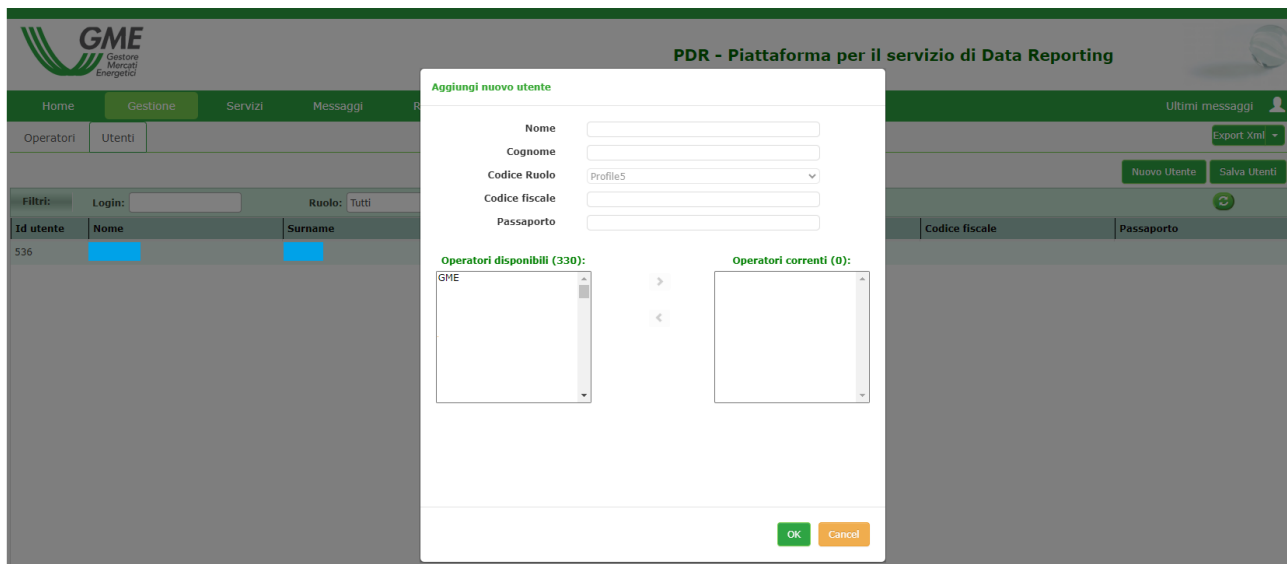 GME
Gestore
Mercati
Energetici
PDR - Piattaforma per il servizio di Data Reporting
Home Gestione Servizi Messaggi R Ultimi messaggi
Operatori Utenti Export Xml
Nuovo Utente Salva Utenti
Filtri: Login: Ruolo: Tutti
Id utente Nome Surname Codice fiscale Passaporto
536
Aggiungi nuovo utente
Nome
Cognome
Codice Ruolo Profile5
Codice fiscale
Passaporto
Operatori disponibili (330): Operatori correnti (0):
GME
OK Cancel